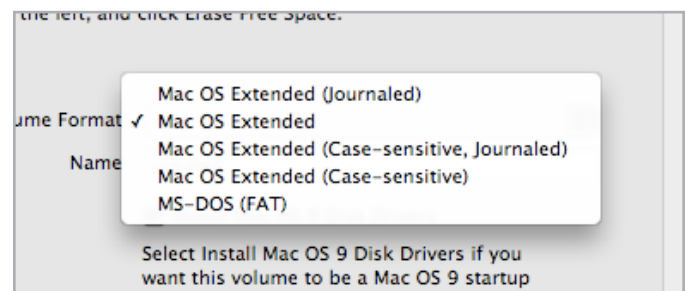 the left, and click Erase Free Space.
Mac OS Extended (Journaled)
ume Format ✓ Mac OS Extended
Mac OS Extended (Case-sensitive, Journaled)
Name
Mac OS Extended (Case-sensitive)
MS-DOS (FAT)
Select Install Mac OS 9 Disk Drivers if you
want this volume to be a Mac OS 9 startup